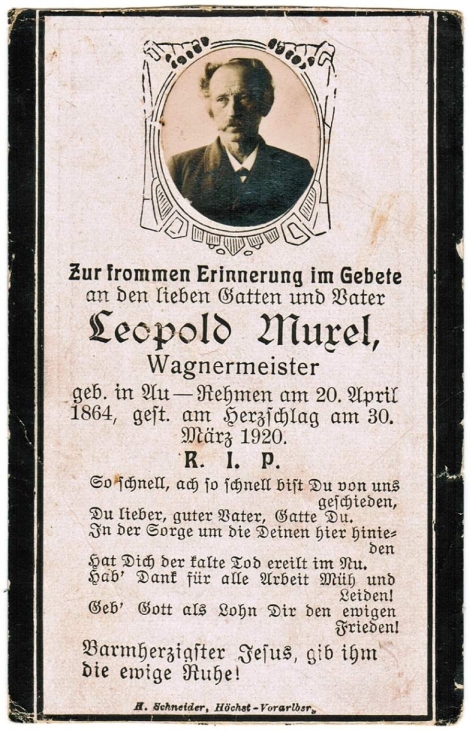 Zur frommen Erinnerung im Gebete
an den lieben Gatten und Vater
Leopold Muxel,
Wagnermeister
geb. in Au — Rehmen am 20. April
1864, gest. am Herzschlag am 30.
März 1920.
R. I. P.
So schnell, ach so schnell bist Du von uns
geschieden,
Du lieber, guter Vater, Gatte Du.
In der Sorge um die Deinen hier hinie-
den
Hat Dich der kalte Tod ereilt im Nu.
Hab' Dank für alle Arbeit Müh und
Leiden!
Geb' Gott als Lohn Dir den ewigen
Frieden!
Barmherzigster Jesus, gib ihm
die ewige Ruhe!
H. Schneider, Höchst-Vorarlber,